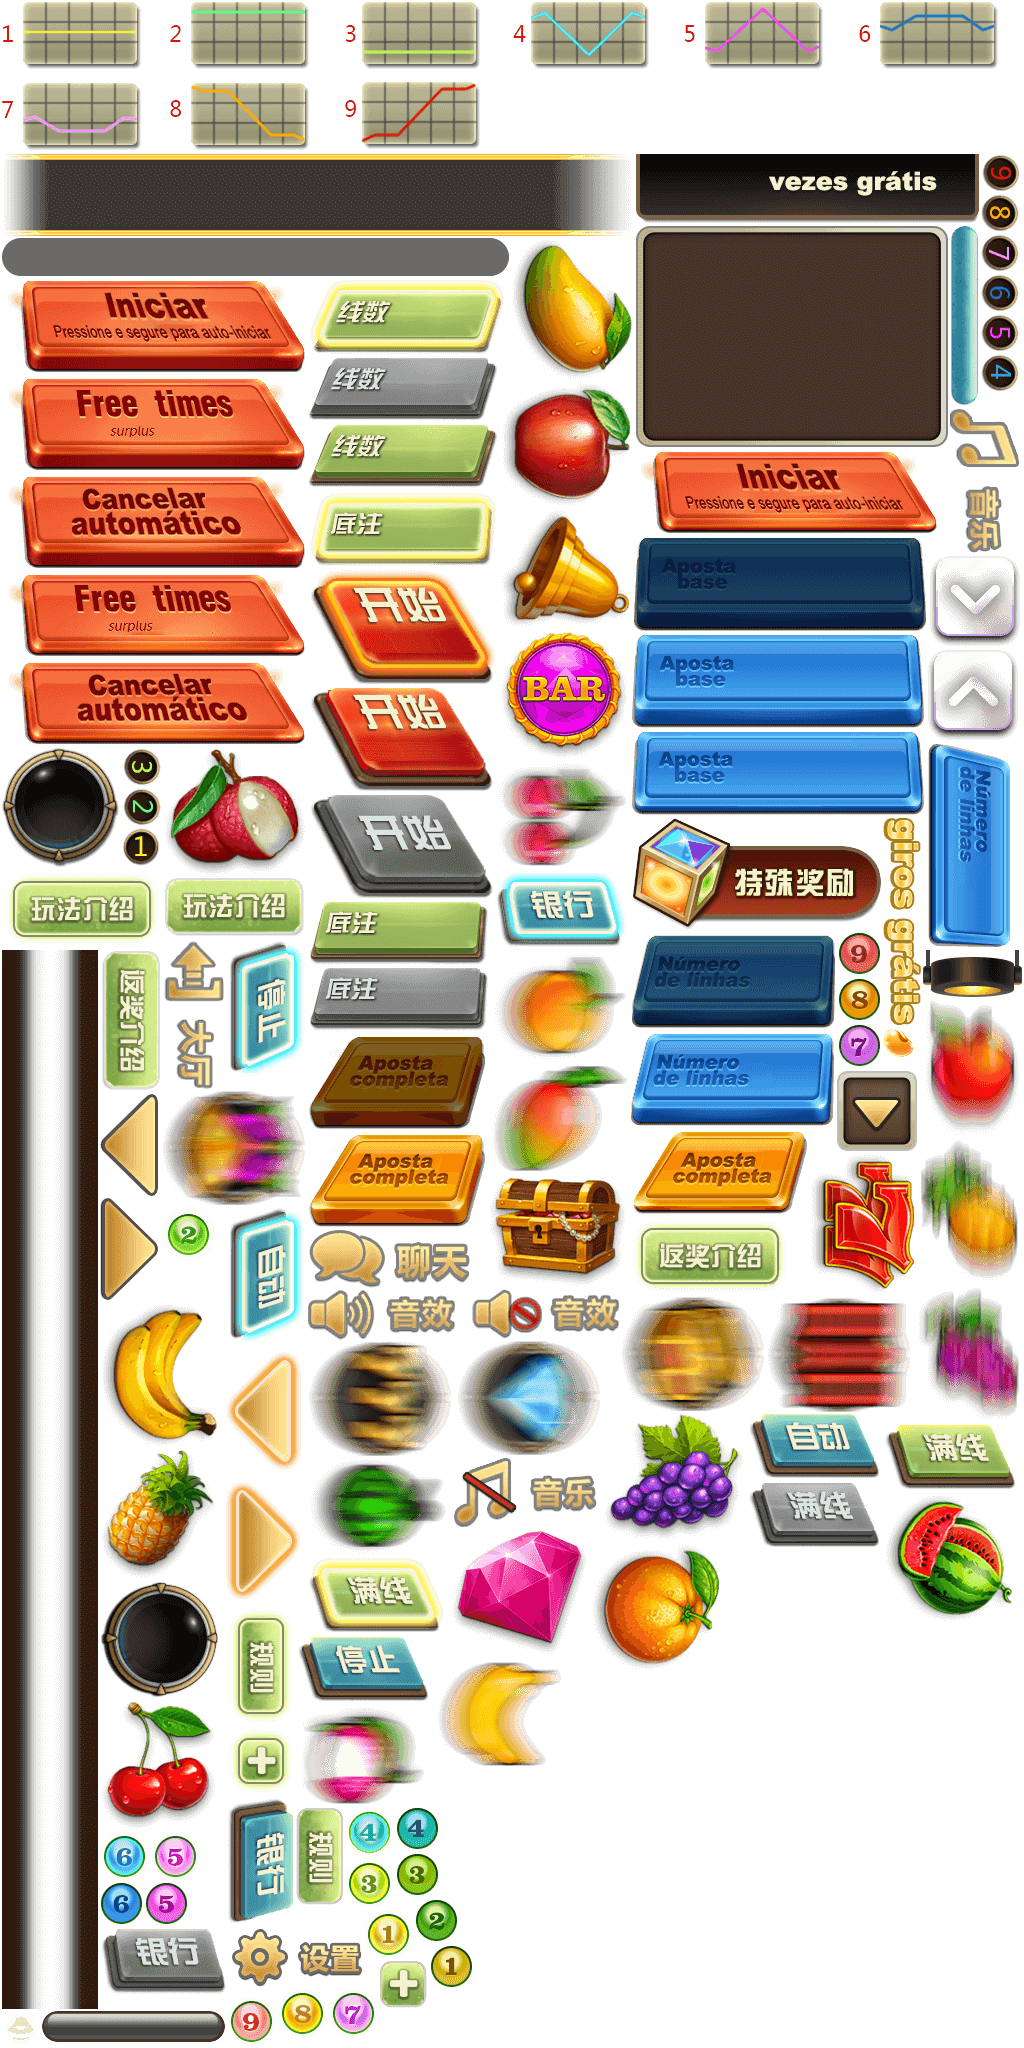 1
2
3
4
5
6
7
8
9
vezes grátis
9
8
7
6
5
4
Iniciar
Pressione e segure para auto-iniciar
线数
Free times
surplus
线数
Cancelar
automático
线数
底注
Iniciar
Pressione e segure para auto-iniciar
音乐
Free times
surplus
开始
Aposta
base
Cancelar
automático
开始
BAR
Aposta
base
3
2
1
开始
Aposta
base
Número
de linhas
玩法介绍
玩法介绍
底注
银行
特殊奖励
giros grátis
返奖介绍
大厅
停止
底注
Número
de linhas
9
8
7
Aposta
completa
Número
de linhas
Aposta
completa
Aposta
completa
2
自动
聊天
返奖介绍
音效
音效
自动
满线
音乐
满线
满线
规则
停止
银行
规则
4
4
3
3
6
5
6
5
1
2
1
银行
设置
9
8
7